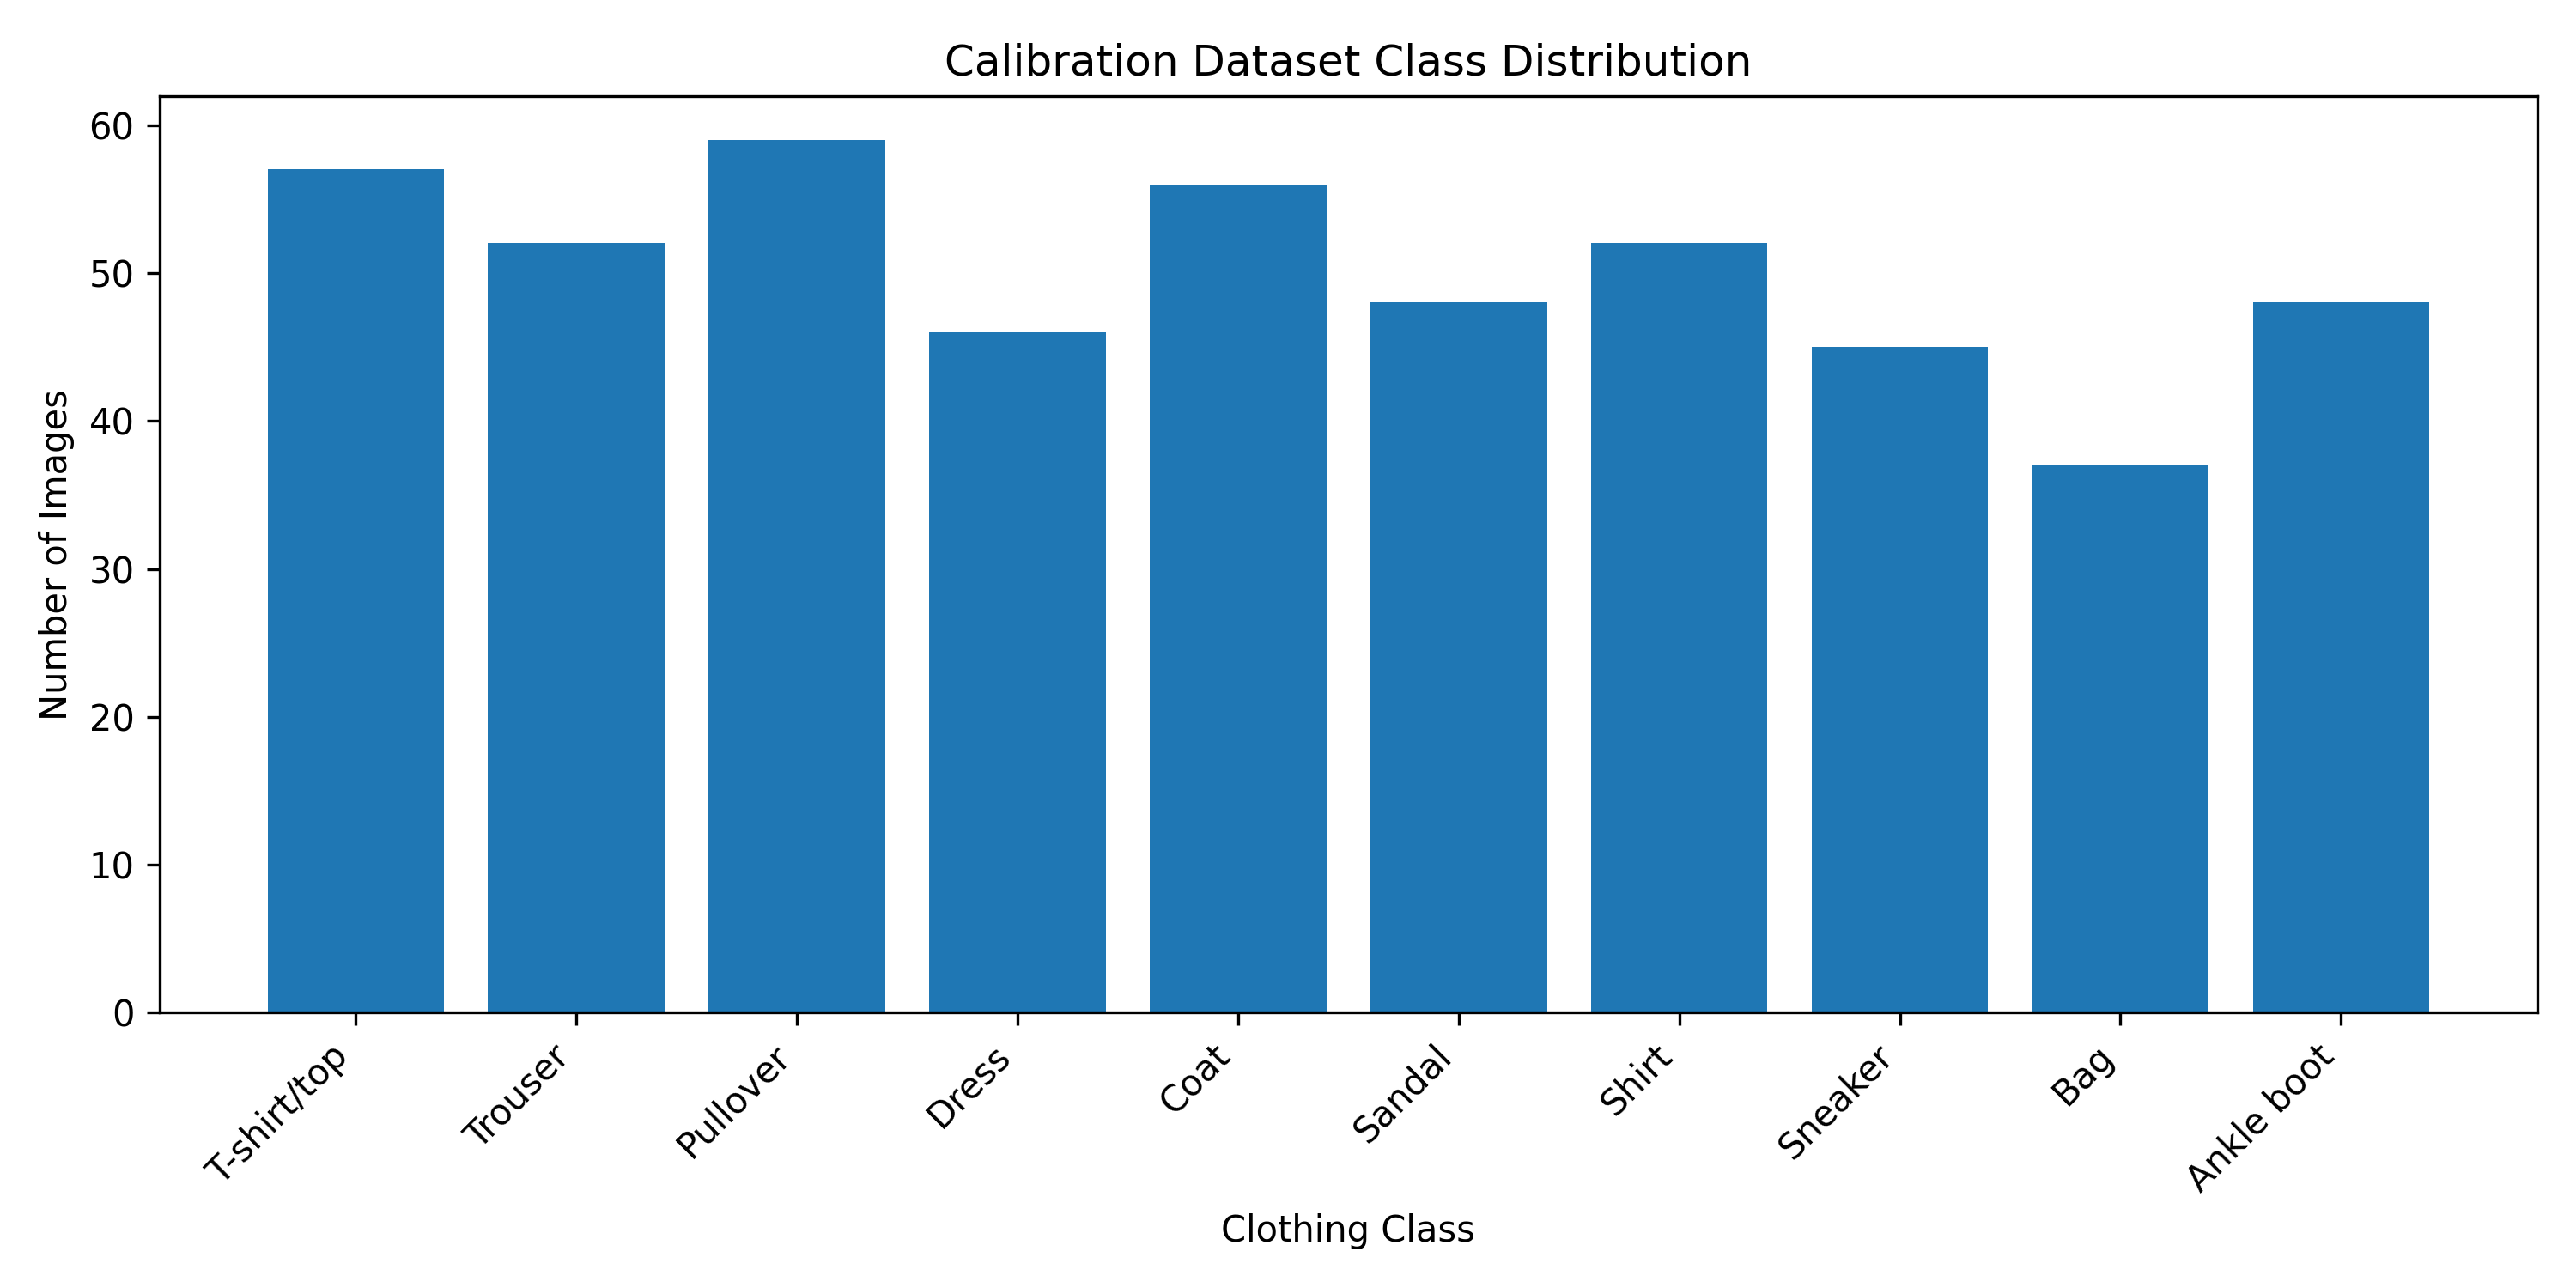 Calibration Dataset Class Distribution
Number of Images
60
50
40
30
20
10
0
T-shirt/top
Trouser
Pullover
Dress
Coat
Sandal
Shirt
Sneaker
Bag
Ankle boot
Clothing Class